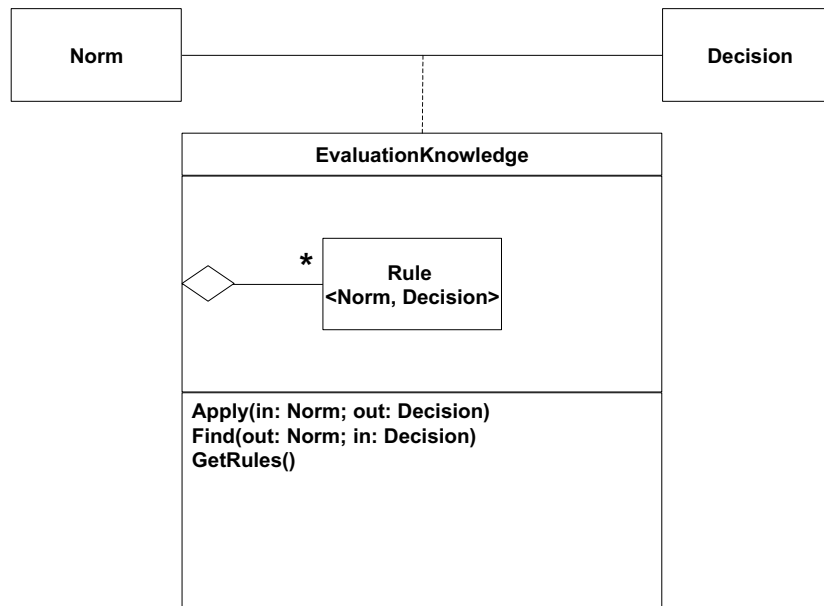 Norm
Decision
EvaluationKnowledge
*
Rule
<Norm, Decision>
Apply(in: Norm; out: Decision)
Find(out: Norm; in: Decision)
GetRules()